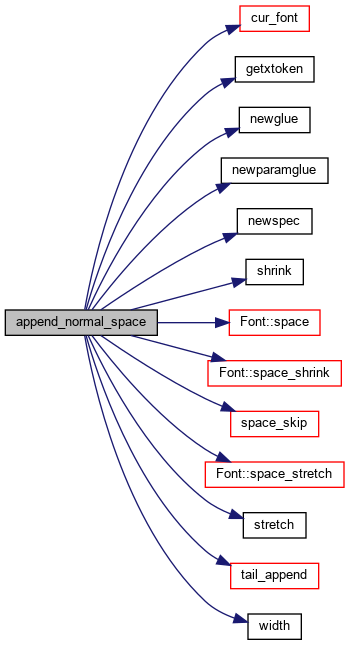 cur_font
getxtoken
newglue
newparamglue
newspec
shrink
append_normal_space
Font::space
Font::space_shrink
space_skip
Font::space_stretch
stretch
tail_append
width